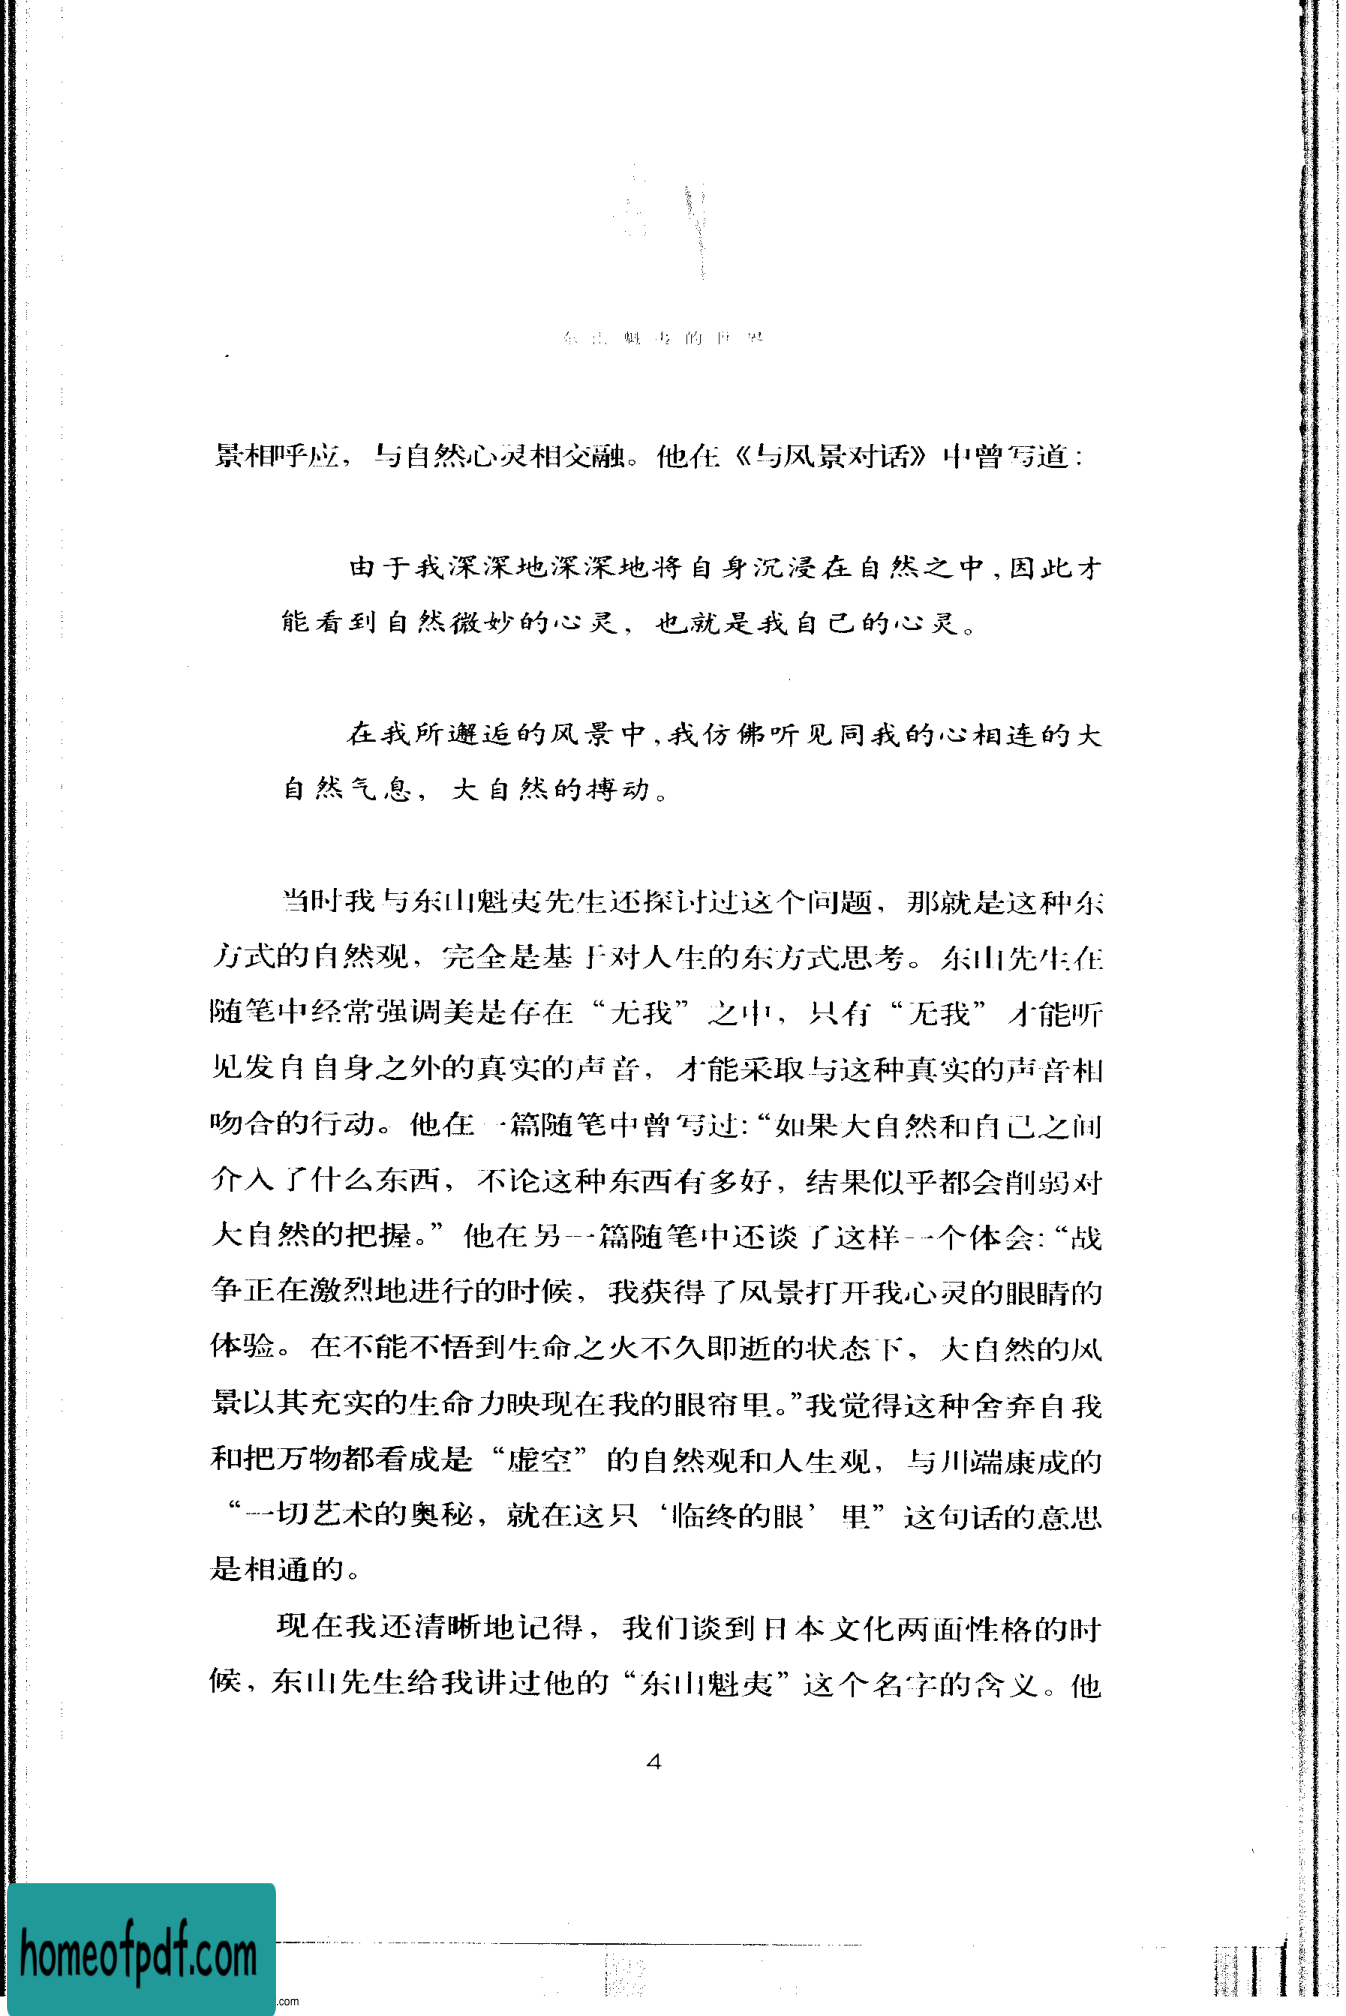 东山魁夷的世界
景相呼应，与自然心灵相交融。他在《与风景对话》中曾写道：
由于我深深地深深地将自身沉浸在自然之中，因此才
能看到自然微妙的心灵，也就是我自己的心灵。
在我所邂逅的风景中，我仿佛听见同我的心相连的大
自然气息，大自然的搏动。
当时我与东山魁夷先生还探讨过这个问题，那就是这种东
方式的自然观，完全是基于对人生的东方式思考。东山先生在
随笔中经常强调美是存在“无我”之中，只有“无我”才能听
见发自自身之外的真实的声音，才能采取与这种真实的声音相
吻合的行动。他在一篇随笔中曾写过：“如果大自然和自己之间
介入了什么东西，不论这种东西有多好，结果似乎都会削弱对
大自然的把握。”他在另一篇随笔中还谈了这样一个体会：“战
争正在激烈地进行的时候，我获得了风景打开我心灵的眼睛的
体验。在不能不悟到生命之火不久即逝的状态下，大自然的风
景以其充实的生命力映现在我的眼帘里。”我觉得这种舍弃自我
和把万物都看成是“虚空”的自然观和人生观，与川端康成的
“一切艺术的奥秘，就在这只‘临终的眼’里”这句话的意思
是相通的。
现在我还清晰地记得，我们谈到日本文化两面性格的时
候，东山先生给我讲过他的“东山魁夷”这个名字的含义。他
4
homeofpdf.com
.com